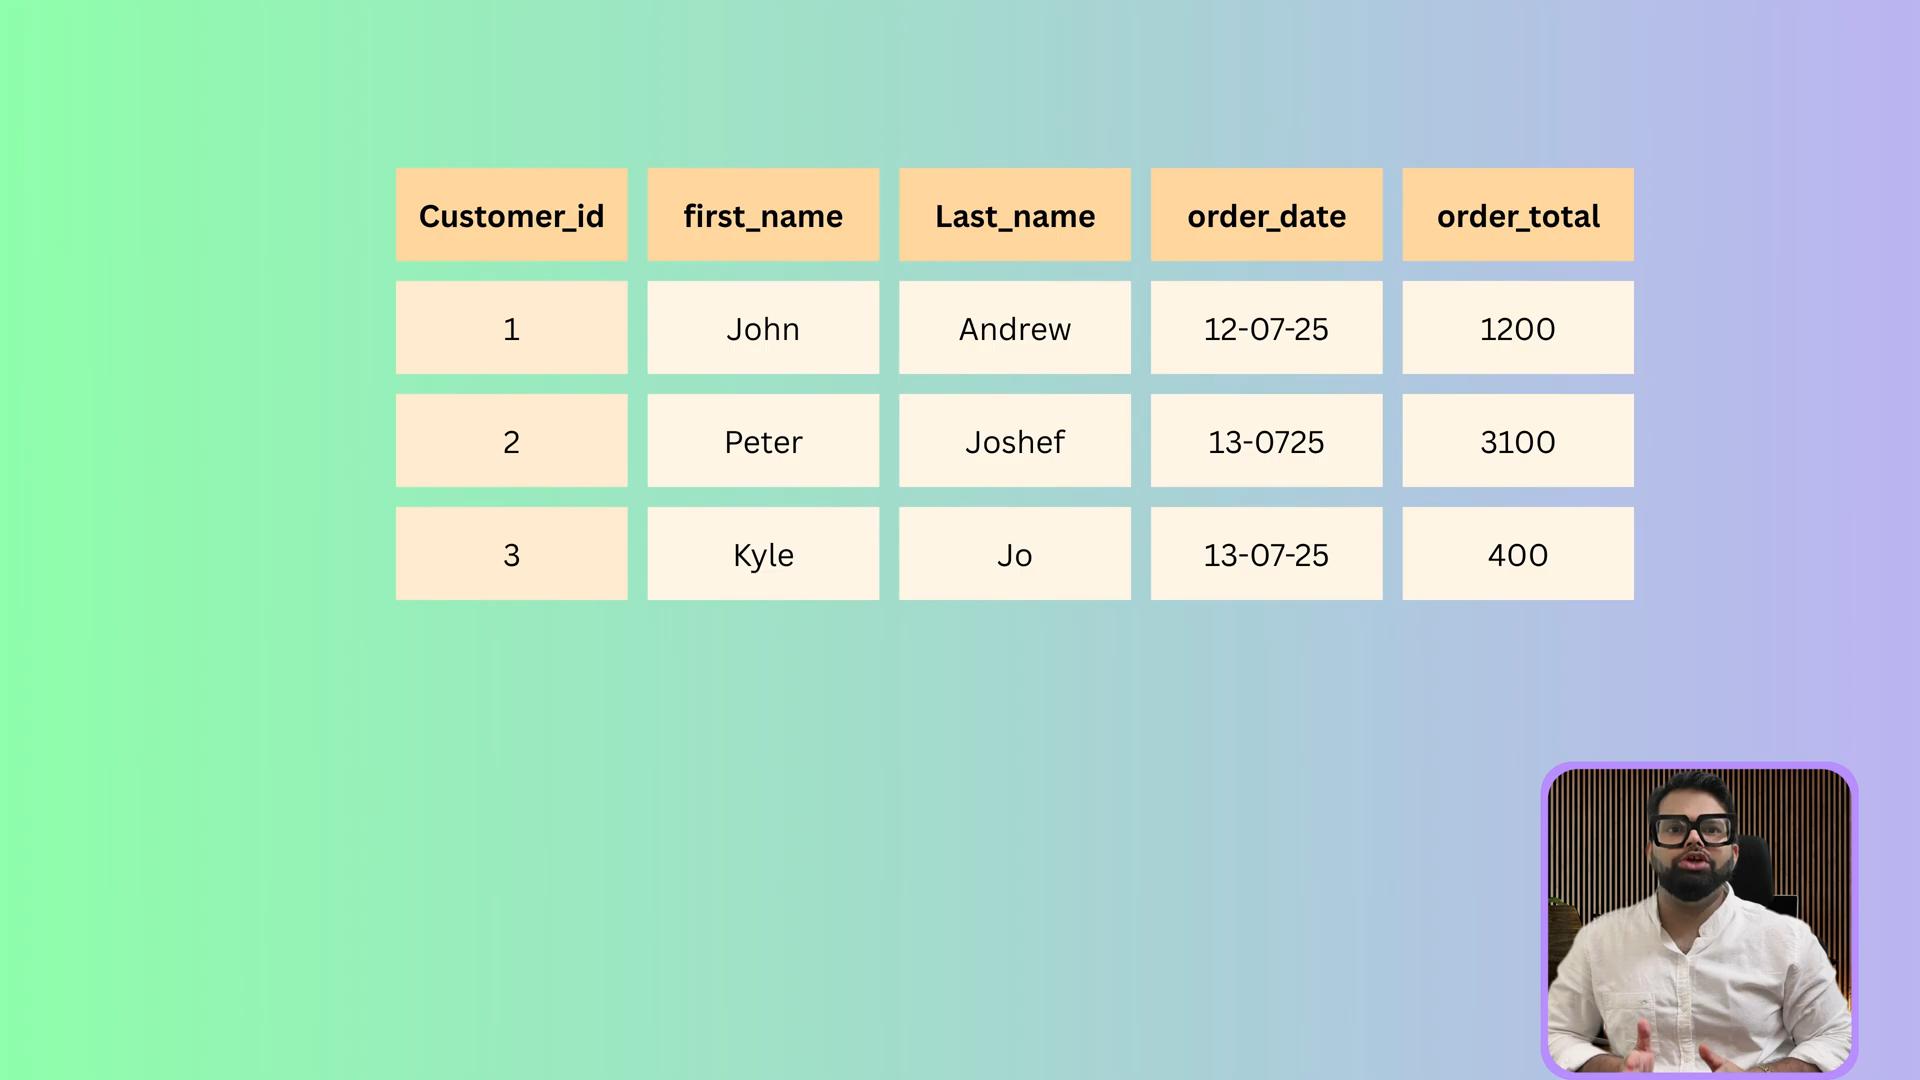 Customer_id first_name Last_name order_date order_total
1 John Andrew 12-07-25 1200
2 Peter Joshef 13-0725 3100
3 Kyle Jo 13-07-25 400